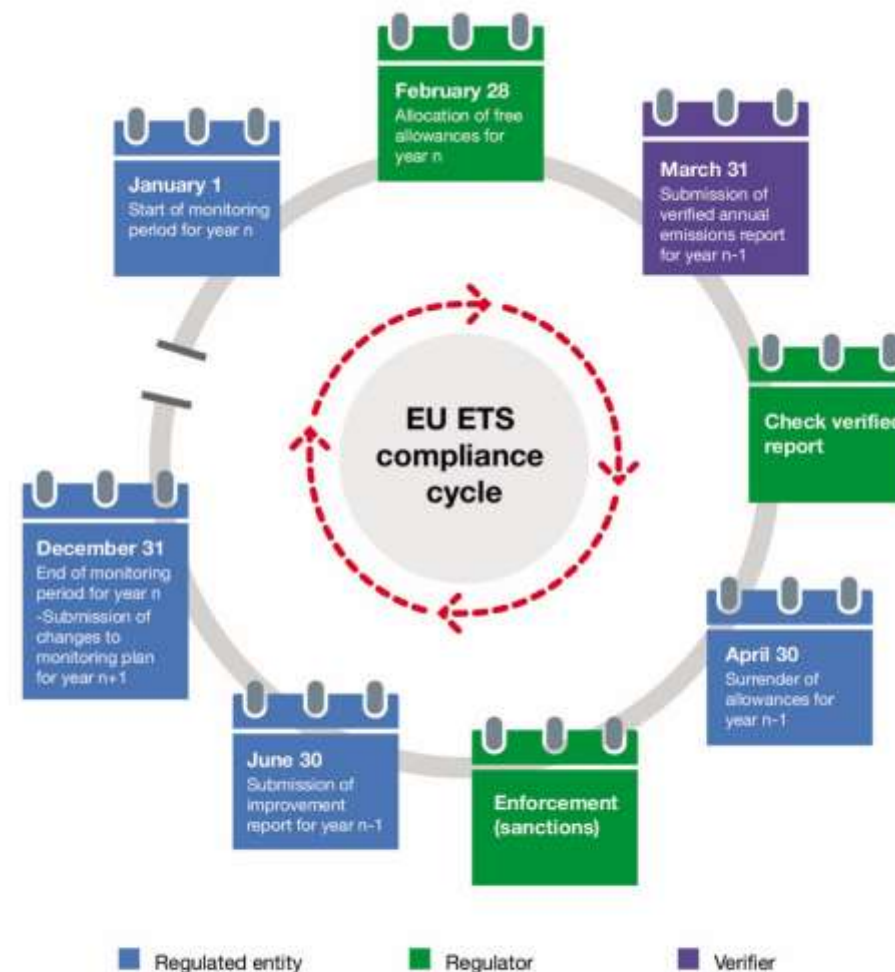 February 28
Allocation of free
allowances for
year n
January 1
Start of monitoring
period for year n
March 31
Submission of
verified annual
emissions report
for year n-1
EU ETS
compliance
cycle
Check verified
report
December 31
End of monitoring
period for year n
-Submission of
changes to
monitoring plan
for year n+1
April 30
Surrender of
allowances for
year n-1
June 30
Submission of
improvement
report for year n-1
Enforcement
(sanctions)
Regulated entity
Regulator
Verifier